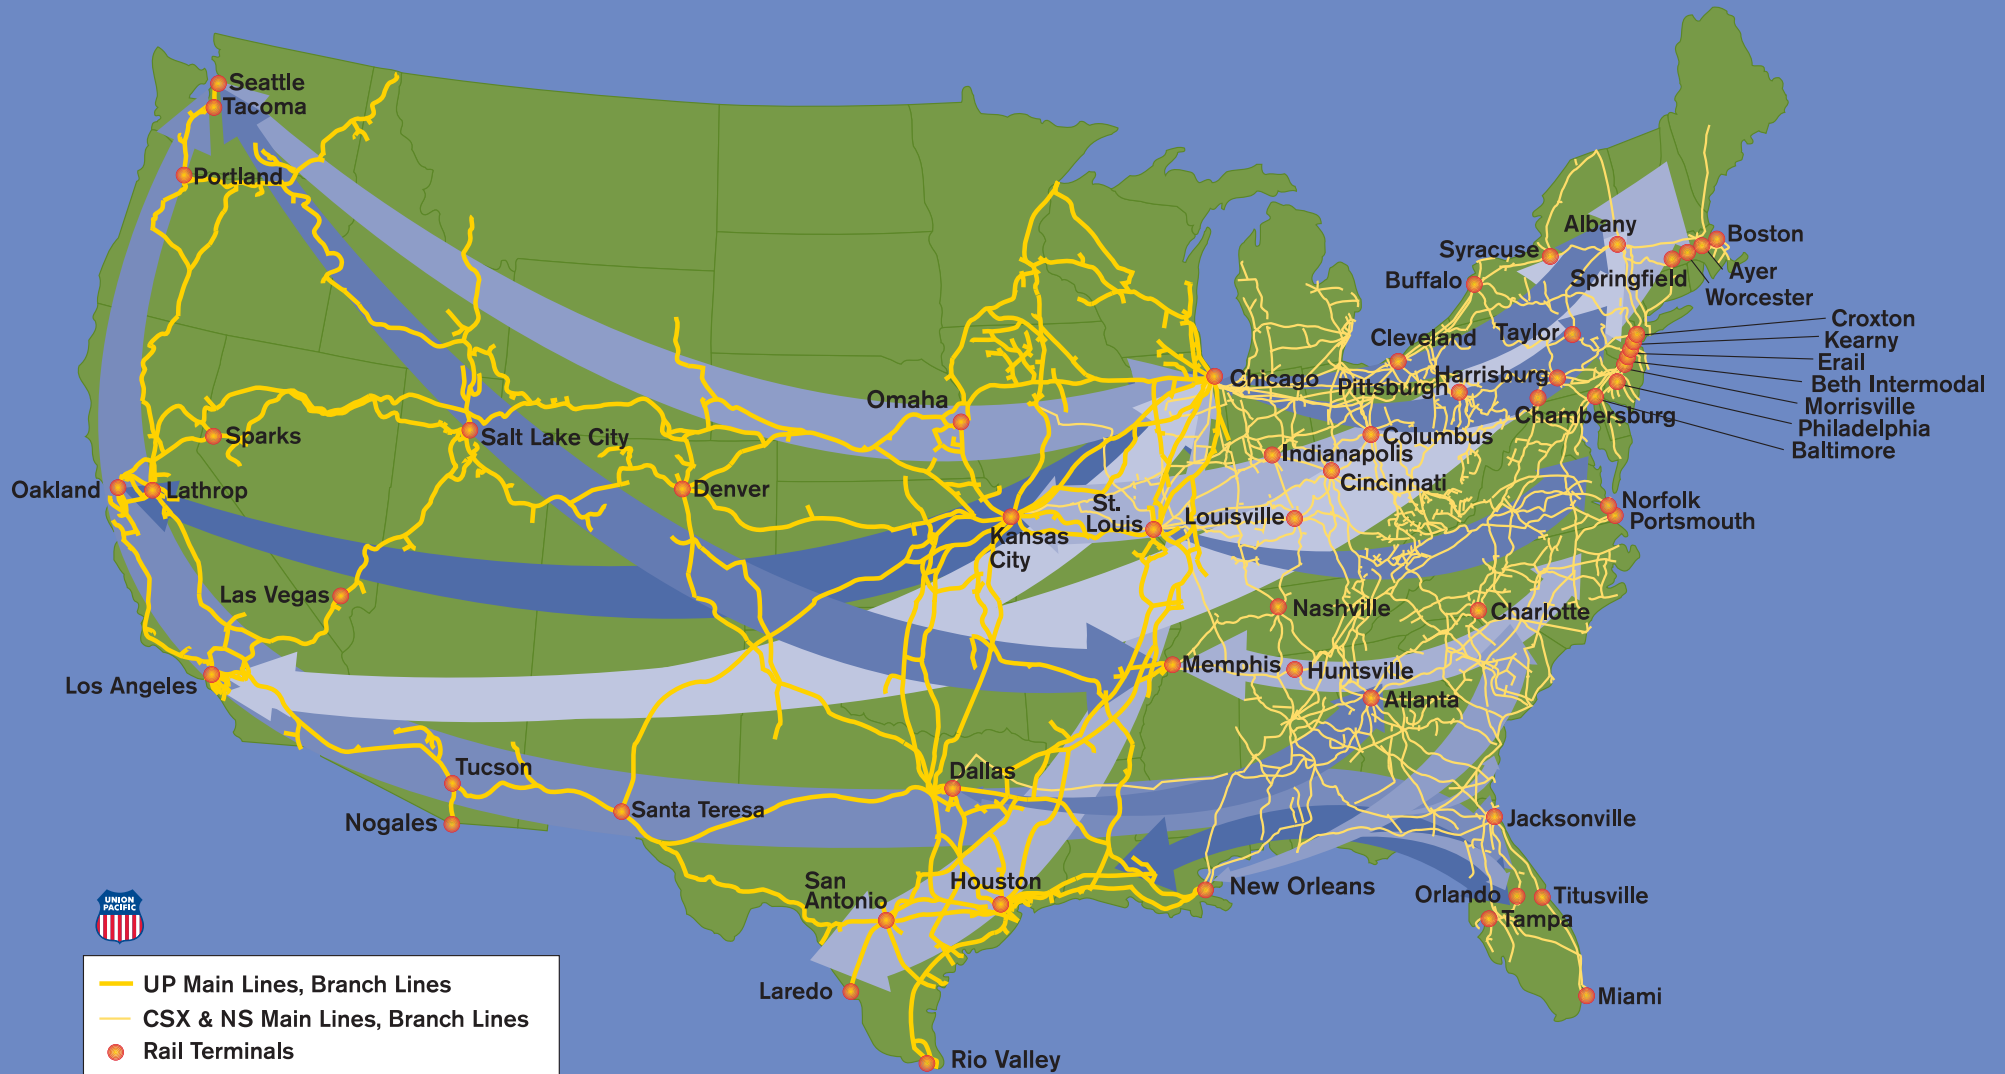 Seattle
Tacoma
Portland
Albany
Boston
Syracuse
Buffalo
Springfield
Ayer
Worcester
Croxton
Kearny
Erail
Beth Intermodal
Morrisville
Philadelphia
Baltimore
Cleveland
Taylor
Chicago
Pittsburgh
Harrisburg
Chambersburg
Omaha
Sparks
Salt Lake City
Columbus
Indianapolis
Cincinnati
Oakland
Lathrop
Denver
St.
Louis
Louisville
Norfolk
Portsmouth
Kansas
City
Las Vegas
Nashville
Charlotte
Los Angeles
Memphis
Huntsville
Atlanta
Tucson
Dallas
Nogales
Santa Teresa
Jacksonville
San
Antonio
Houston
New Orleans
Orlando
Titusville
Tampa
Laredo
Miami
Rio Valley
UNION
PACIFIC
UP Main Lines, Branch Lines
CSX & NS Main Lines, Branch Lines
Rail Terminals